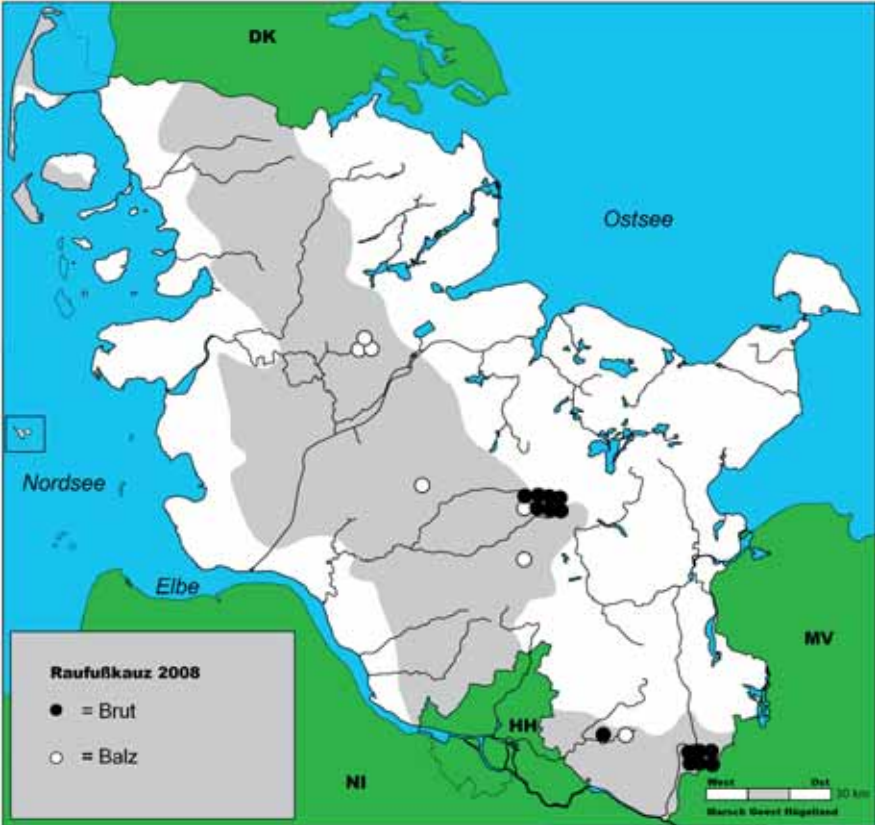 DK
Ostsee
Nordsee
Elbe
MV
Raufußkauz 2008
= Brut
= Balz
HH
NI
West Ost
30 km
Marsch Geest Hügelland